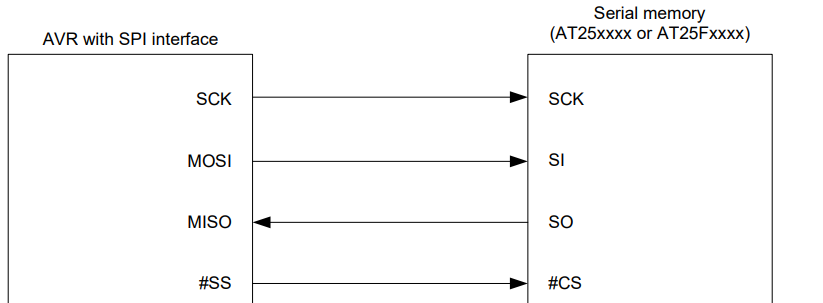 Serial memory
AVR with SPI interface
(AT25xxxx or AT25Fxxxx)
SCK
SCK
MOSI
SI
MISO
SO
#SS
#CS